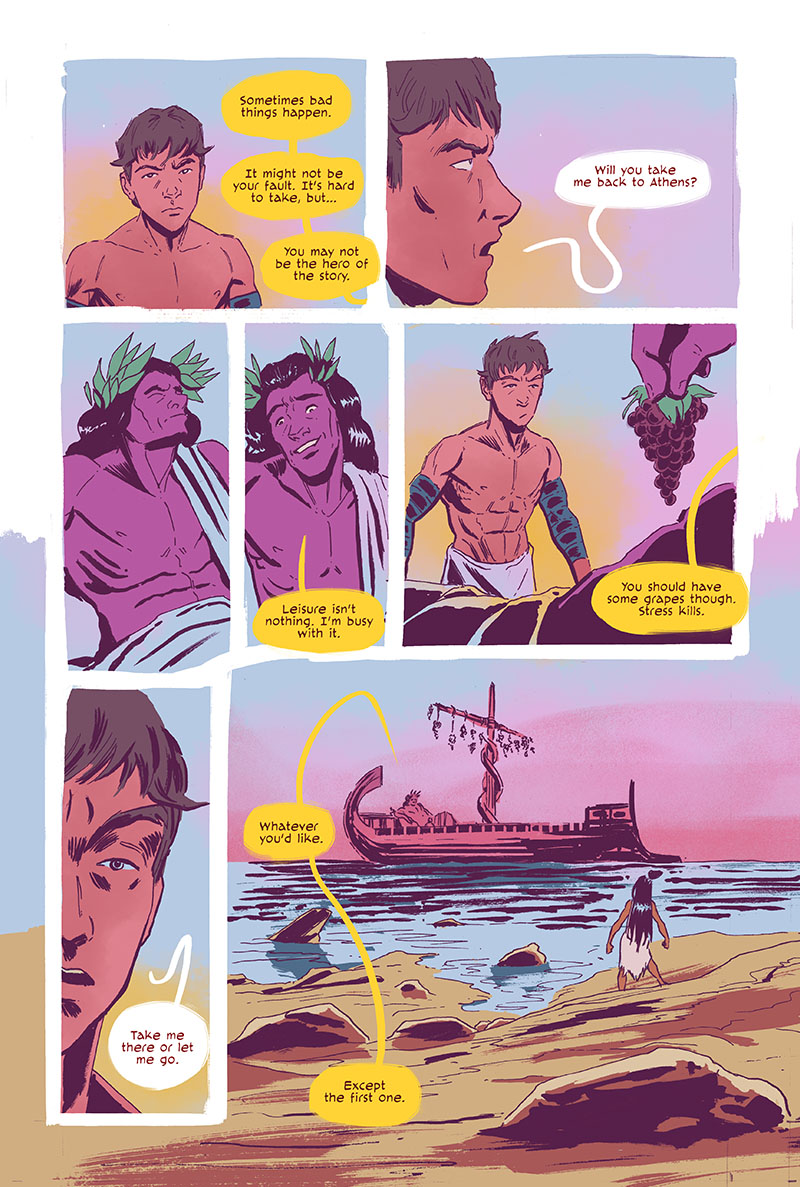 Sometimes bad
things happen.
It might not be
your fault. It's hard
to take, but...
You may not
be the hero of
the story.
Will you take
me back to Athens?
Leisure isn't
nothing. I'm busy
with it.
You should have
some grapes though.
Stress kills.
Take me
there or let
me go.
Whatever
you'd like.
Except
the first one.